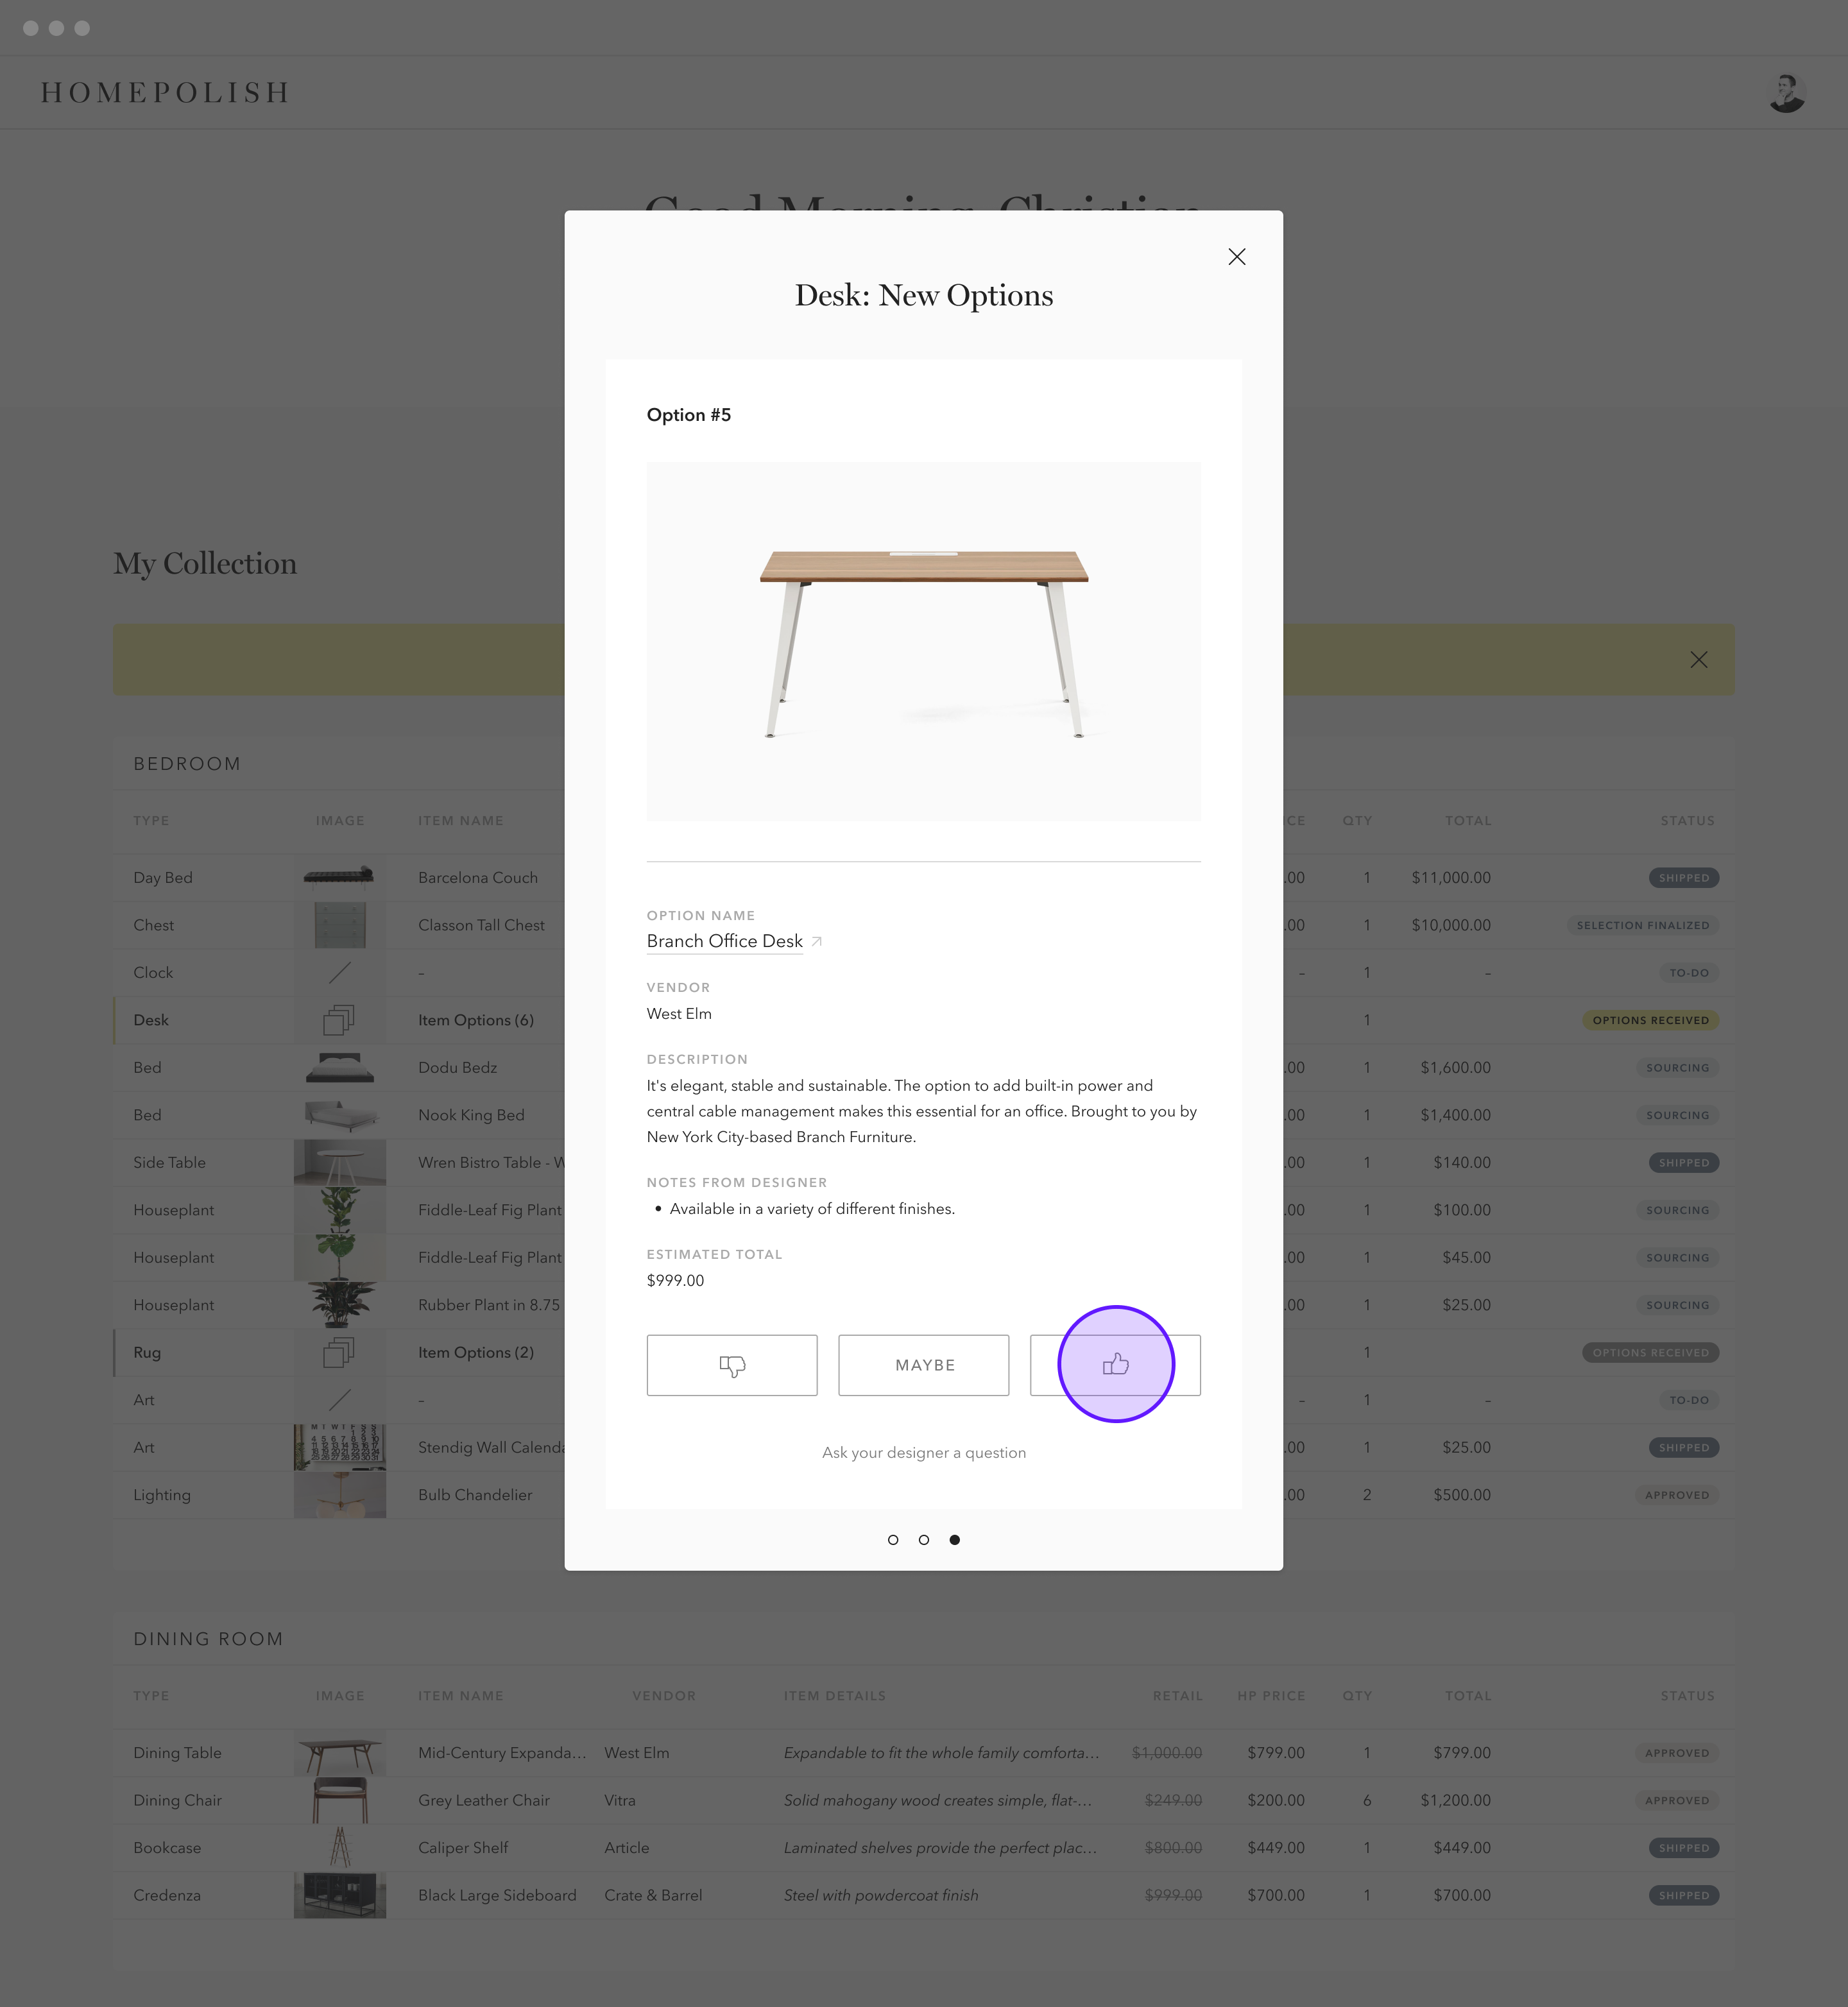 HOMEPOLISH
Good Morning, Christian
Desk: New Options
Option #5
My Collection
BEDROOM
TYPE IMAGE ITEM NAME QTY TOTAL STATUS
Day Bed Barcelona Couch .00 1 $11,000.00 SHIPPED
Chest Classon Tall Chest .00 1 $10,000.00 SELECTION FINALIZED
Clock – – 1 – TO-DO
Desk Item Options (6) 1 OPTIONS RECEIVED
Bed Dodu Bedz .00 1 $1,600.00 SOURCING
Bed Nook King Bed .00 1 $1,400.00 SOURCING
Side Table Wren Bistro Table - W .00 1 $140.00 SHIPPED
Houseplant Fiddle-Leaf Fig Plant .00 1 $100.00 SOURCING
Houseplant Fiddle-Leaf Fig Plant .00 1 $45.00 SOURCING
Houseplant Rubber Plant in 8.75 .00 1 $25.00 SOURCING
Rug Item Options (2) 1 OPTIONS RECEIVED
Art – – 1 – TO-DO
Art Stendig Wall Calenda .00 1 $25.00 SHIPPED
Lighting Bulb Chandelier .00 2 $500.00 APPROVED
OPTION NAME
Branch Office Desk
VENDOR
West Elm
DESCRIPTION
It's elegant, stable and sustainable. The option to add built-in power and
central cable management makes this essential for an office. Brought to you by
New York City-based Branch Furniture.
NOTES FROM DESIGNER
• Available in a variety of different finishes.
ESTIMATED TOTAL
$999.00
MAYBE
Ask your designer a question
DINING ROOM
TYPE IMAGE ITEM NAME VENDOR ITEM DETAILS RETAIL HP PRICE QTY TOTAL STATUS
Dining Table Mid-Century Expanda... West Elm Expandable to fit the whole family comforta... $1,000.00 $799.00 1 $799.00 APPROVED
Dining Chair Grey Leather Chair Vitra Solid mahogany wood creates simple, flat-... $249.00 $200.00 6 $1,200.00 APPROVED
Bookcase Caliper Shelf Article Laminated shelves provide the perfect plac... $800.00 $449.00 1 $449.00 SHIPPED
Credenza Black Large Sideboard Crate & Barrel Steel with powdercoat finish $999.00 $700.00 1 $700.00 SHIPPED